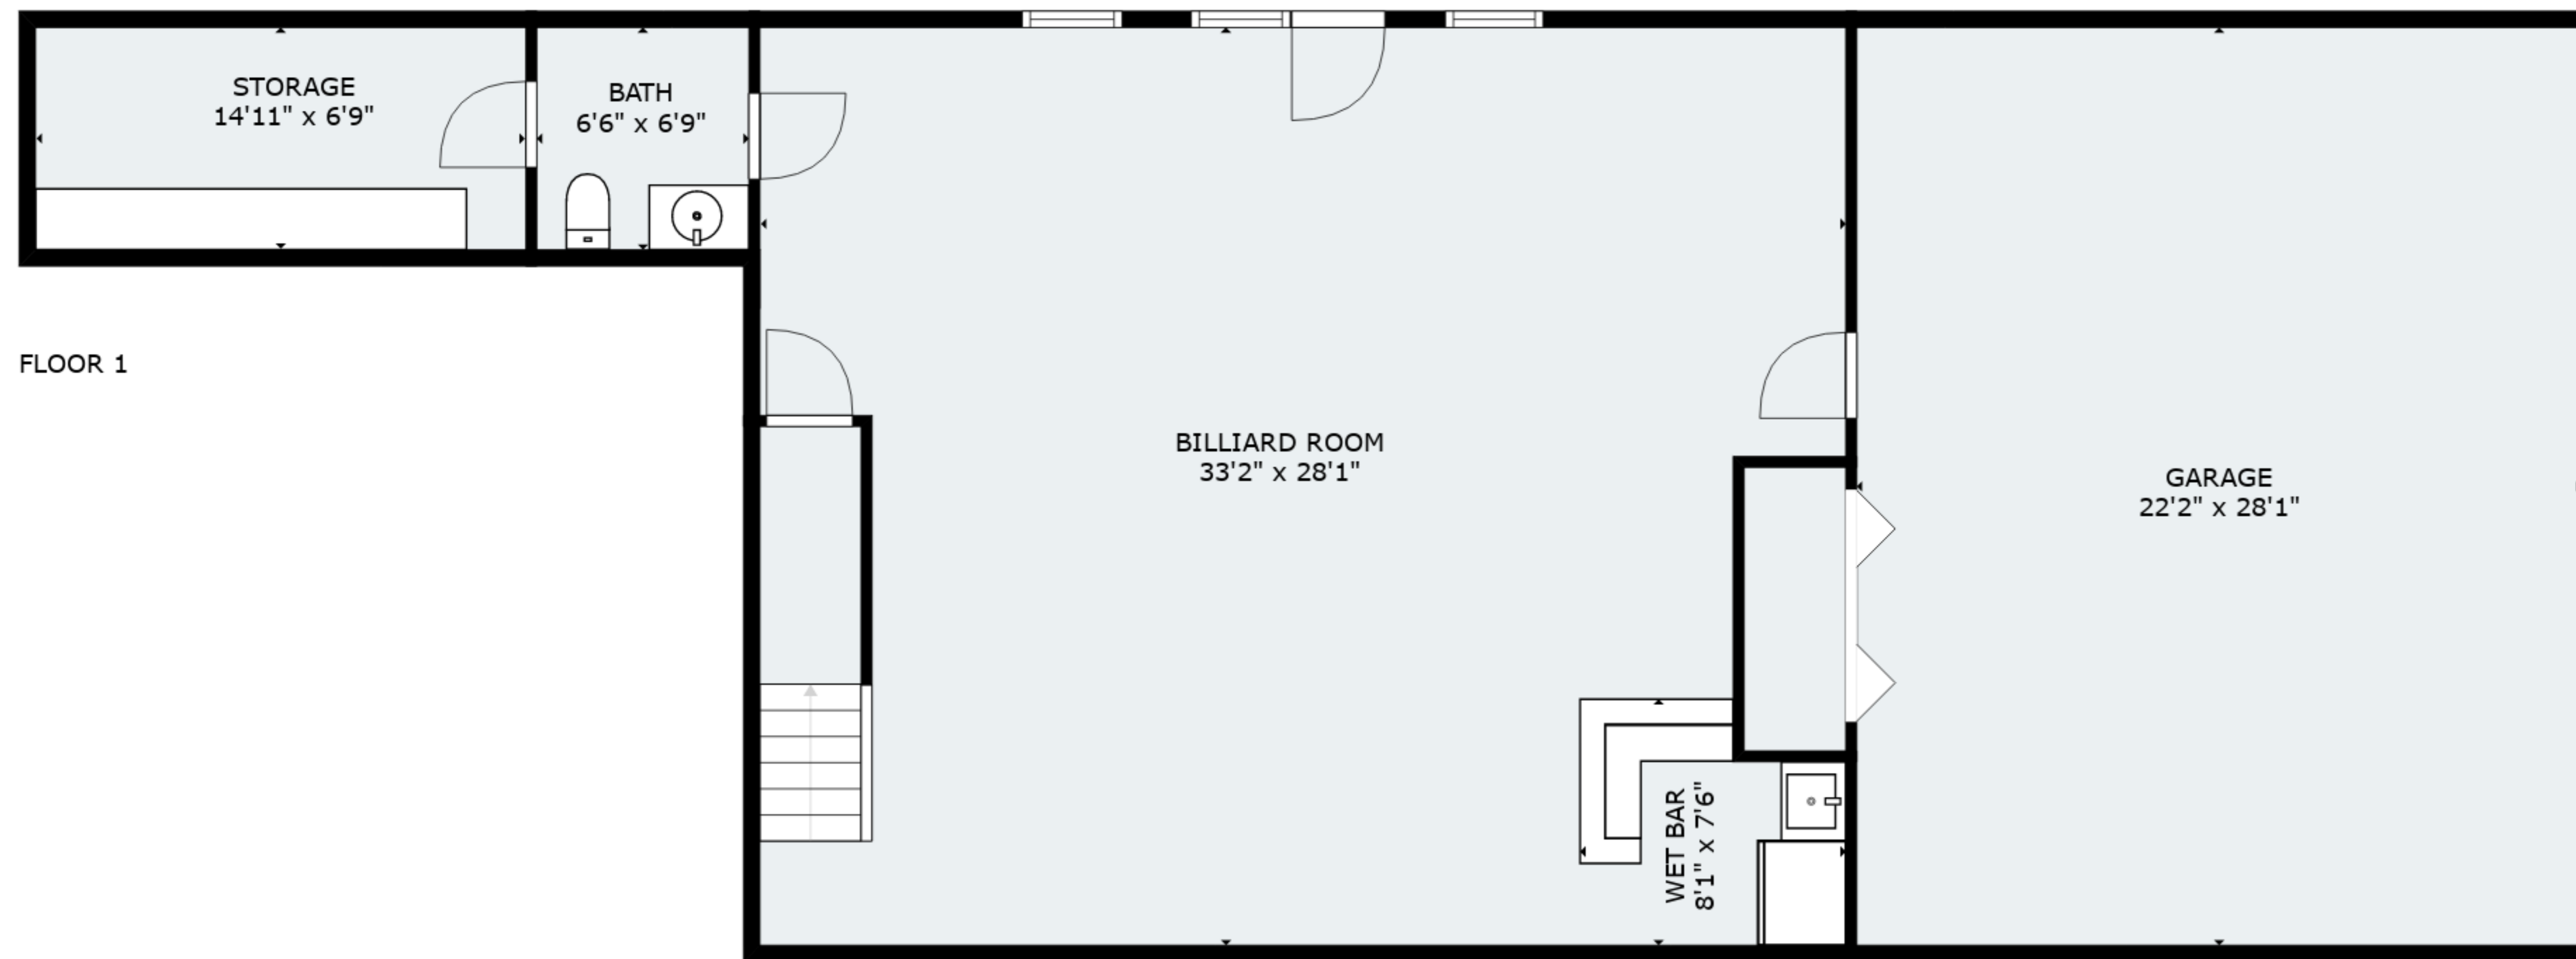 STORAGE
14'11" x 6'9"
BATH
6'6" x 6'9"
FLOOR 1
BILLIARD ROOM
33'2" x 28'1"
GARAGE
22'2" x 28'1"
WET BAR
8'1" x 7'6"